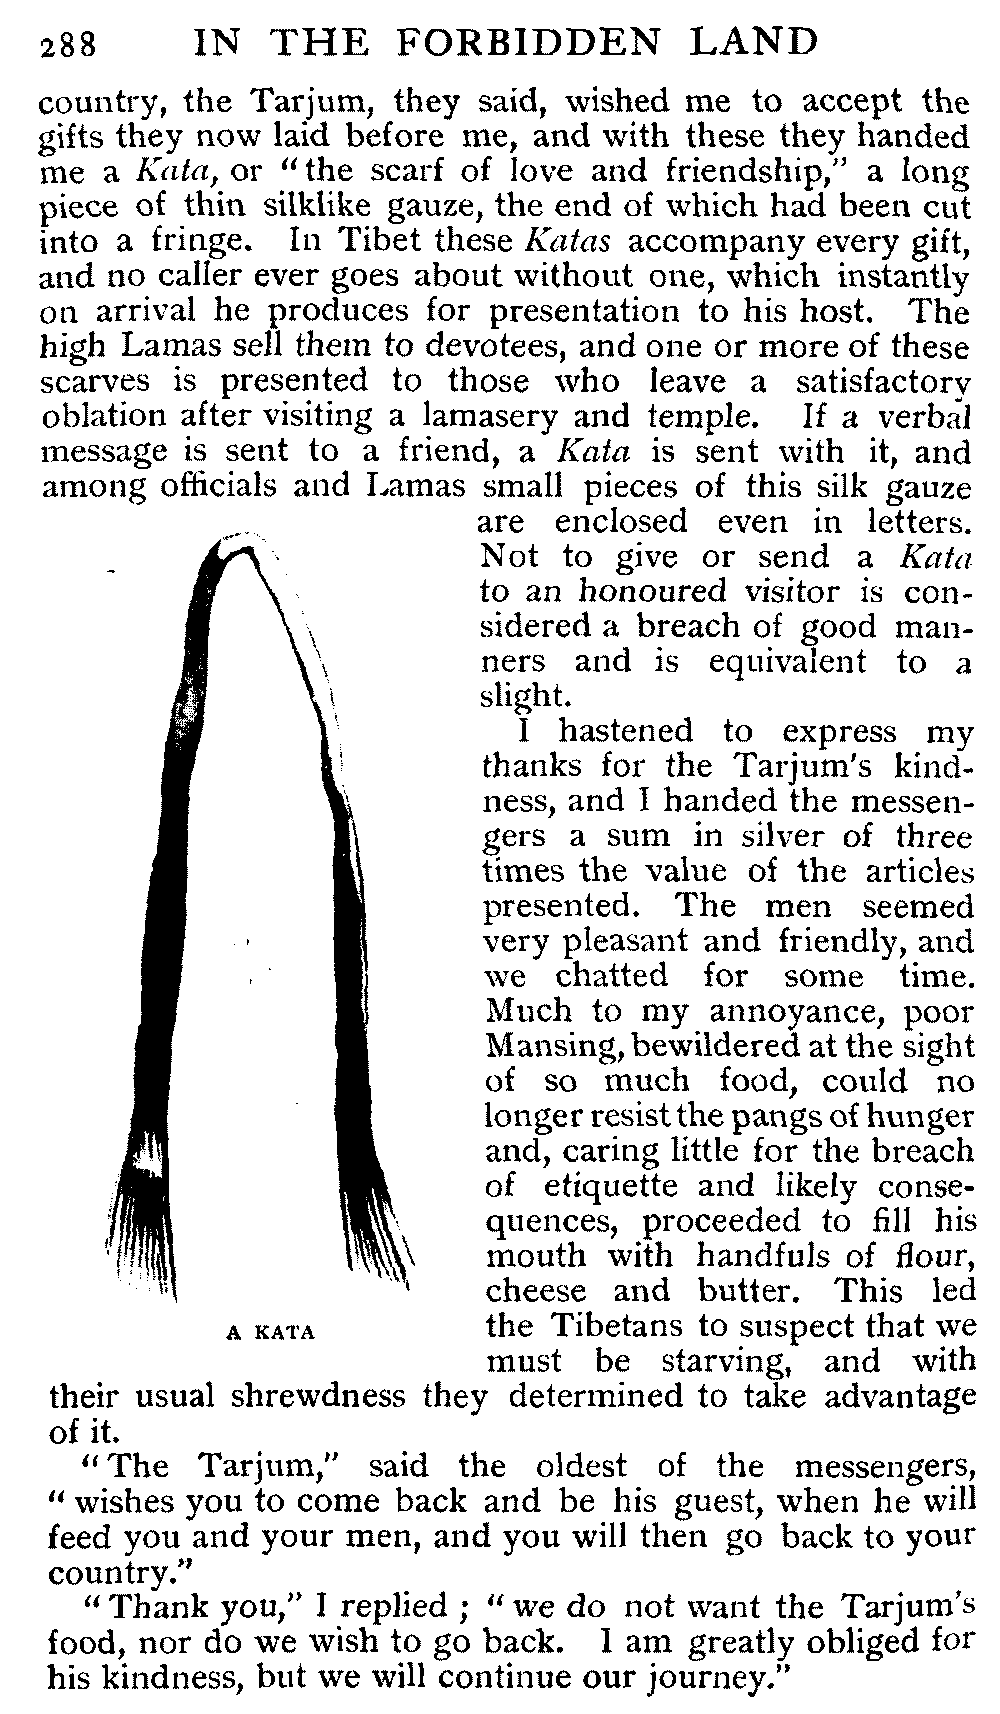 288 IN THE FORBIDDEN LAND
country, the Tarjum, they said, wished me to accept the
gifts they now laid before me, and with these they handed
me a Kata, or “the scarf of love and friendship,” a long
piece of thin silklike gauze, the end of which had been cut
into a fringe. In Tibet these Katas accompany every gift,
and no caller ever goes about without one, which instantly
on arrival he produces for presentation to his host. The
high Lamas sell them to devotees, and one or more of these
scarves is presented to those who leave a satisfactory
oblation after visiting a lamasery and temple. If a verbal
message is sent to a friend, a Kata is sent with it, and
among officials and Lamas small pieces of this silk gauze
are enclosed even in letters.
Not to give or send a Kata
to an honoured visitor is con-
sidered a breach of good man-
ners and is equivalent to a
slight.
I hastened to express my
thanks for the Tarjum's kind-
ness, and I handed the messen-
gers a sum in silver of three
times the value of the articles
presented. The men seemed
very pleasant and friendly, and
we chatted for some time.
Much to my annoyance, poor
Mansing, bewildered at the sight
of so much food, could no
longer resist the pangs of hunger
and, caring little for the breach
of etiquette and likely conse-
quences, proceeded to fill his
mouth with handfuls of flour,
cheese and butter. This led
the Tibetans to suspect that we
must be starving, and with
their usual shrewdness they determined to take advantage
of it.
“The Tarjum,” said the oldest of the messengers,
“wishes you to come back and be his guest, when he will
feed you and your men, and you will then go back to your
country.”
“Thank you,” I replied ; “we do not want the Tarjum's
food, nor do we wish to go back. I am greatly obliged for
his kindness, but we will continue our journey.”
A KATA